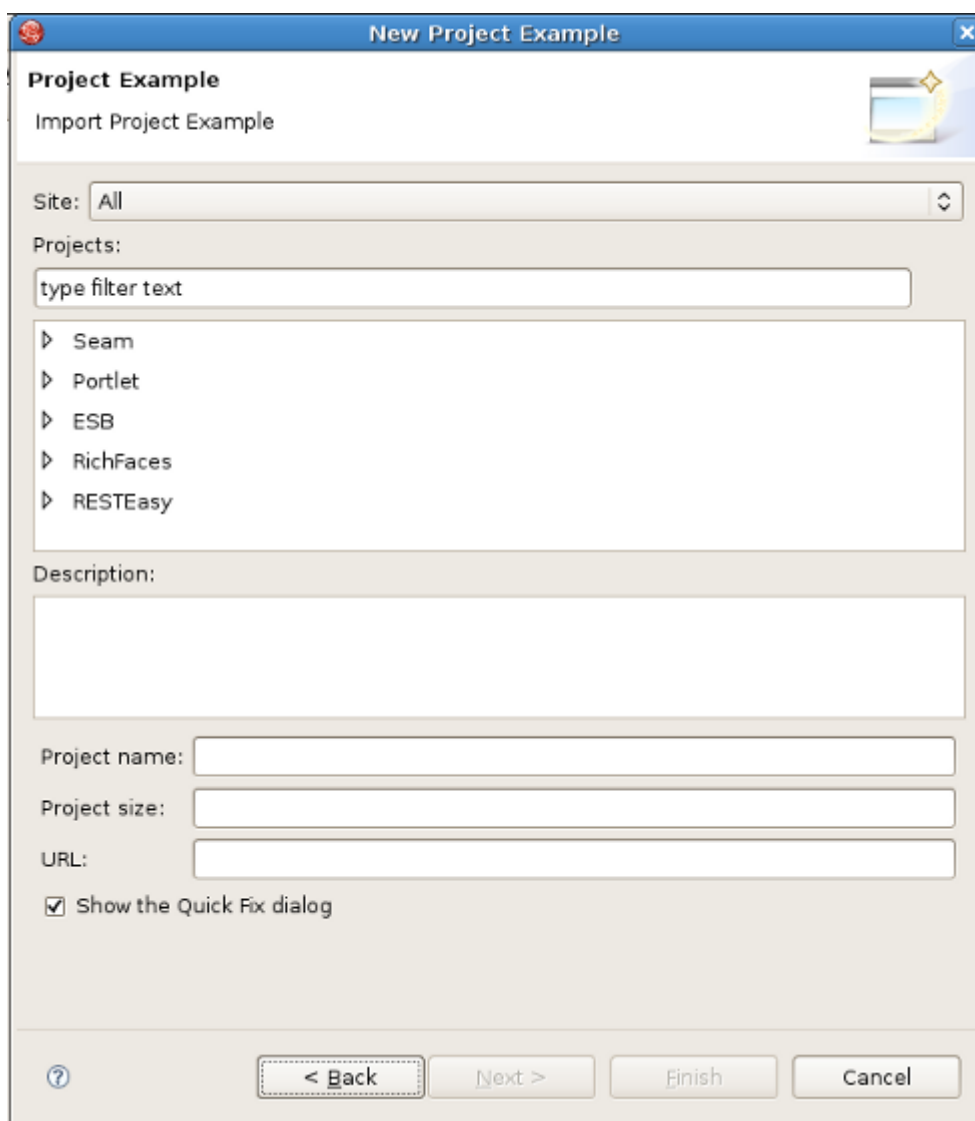 New Project Example
Project Example
Import Project Example
Site: All
Projects:
type filter text
Seam
Portlet
ESB
RichFaces
RESTEasy
Description:
Project name:
Project size:
URL:
Show the Quick Fix dialog
< Back Next > Finish Cancel